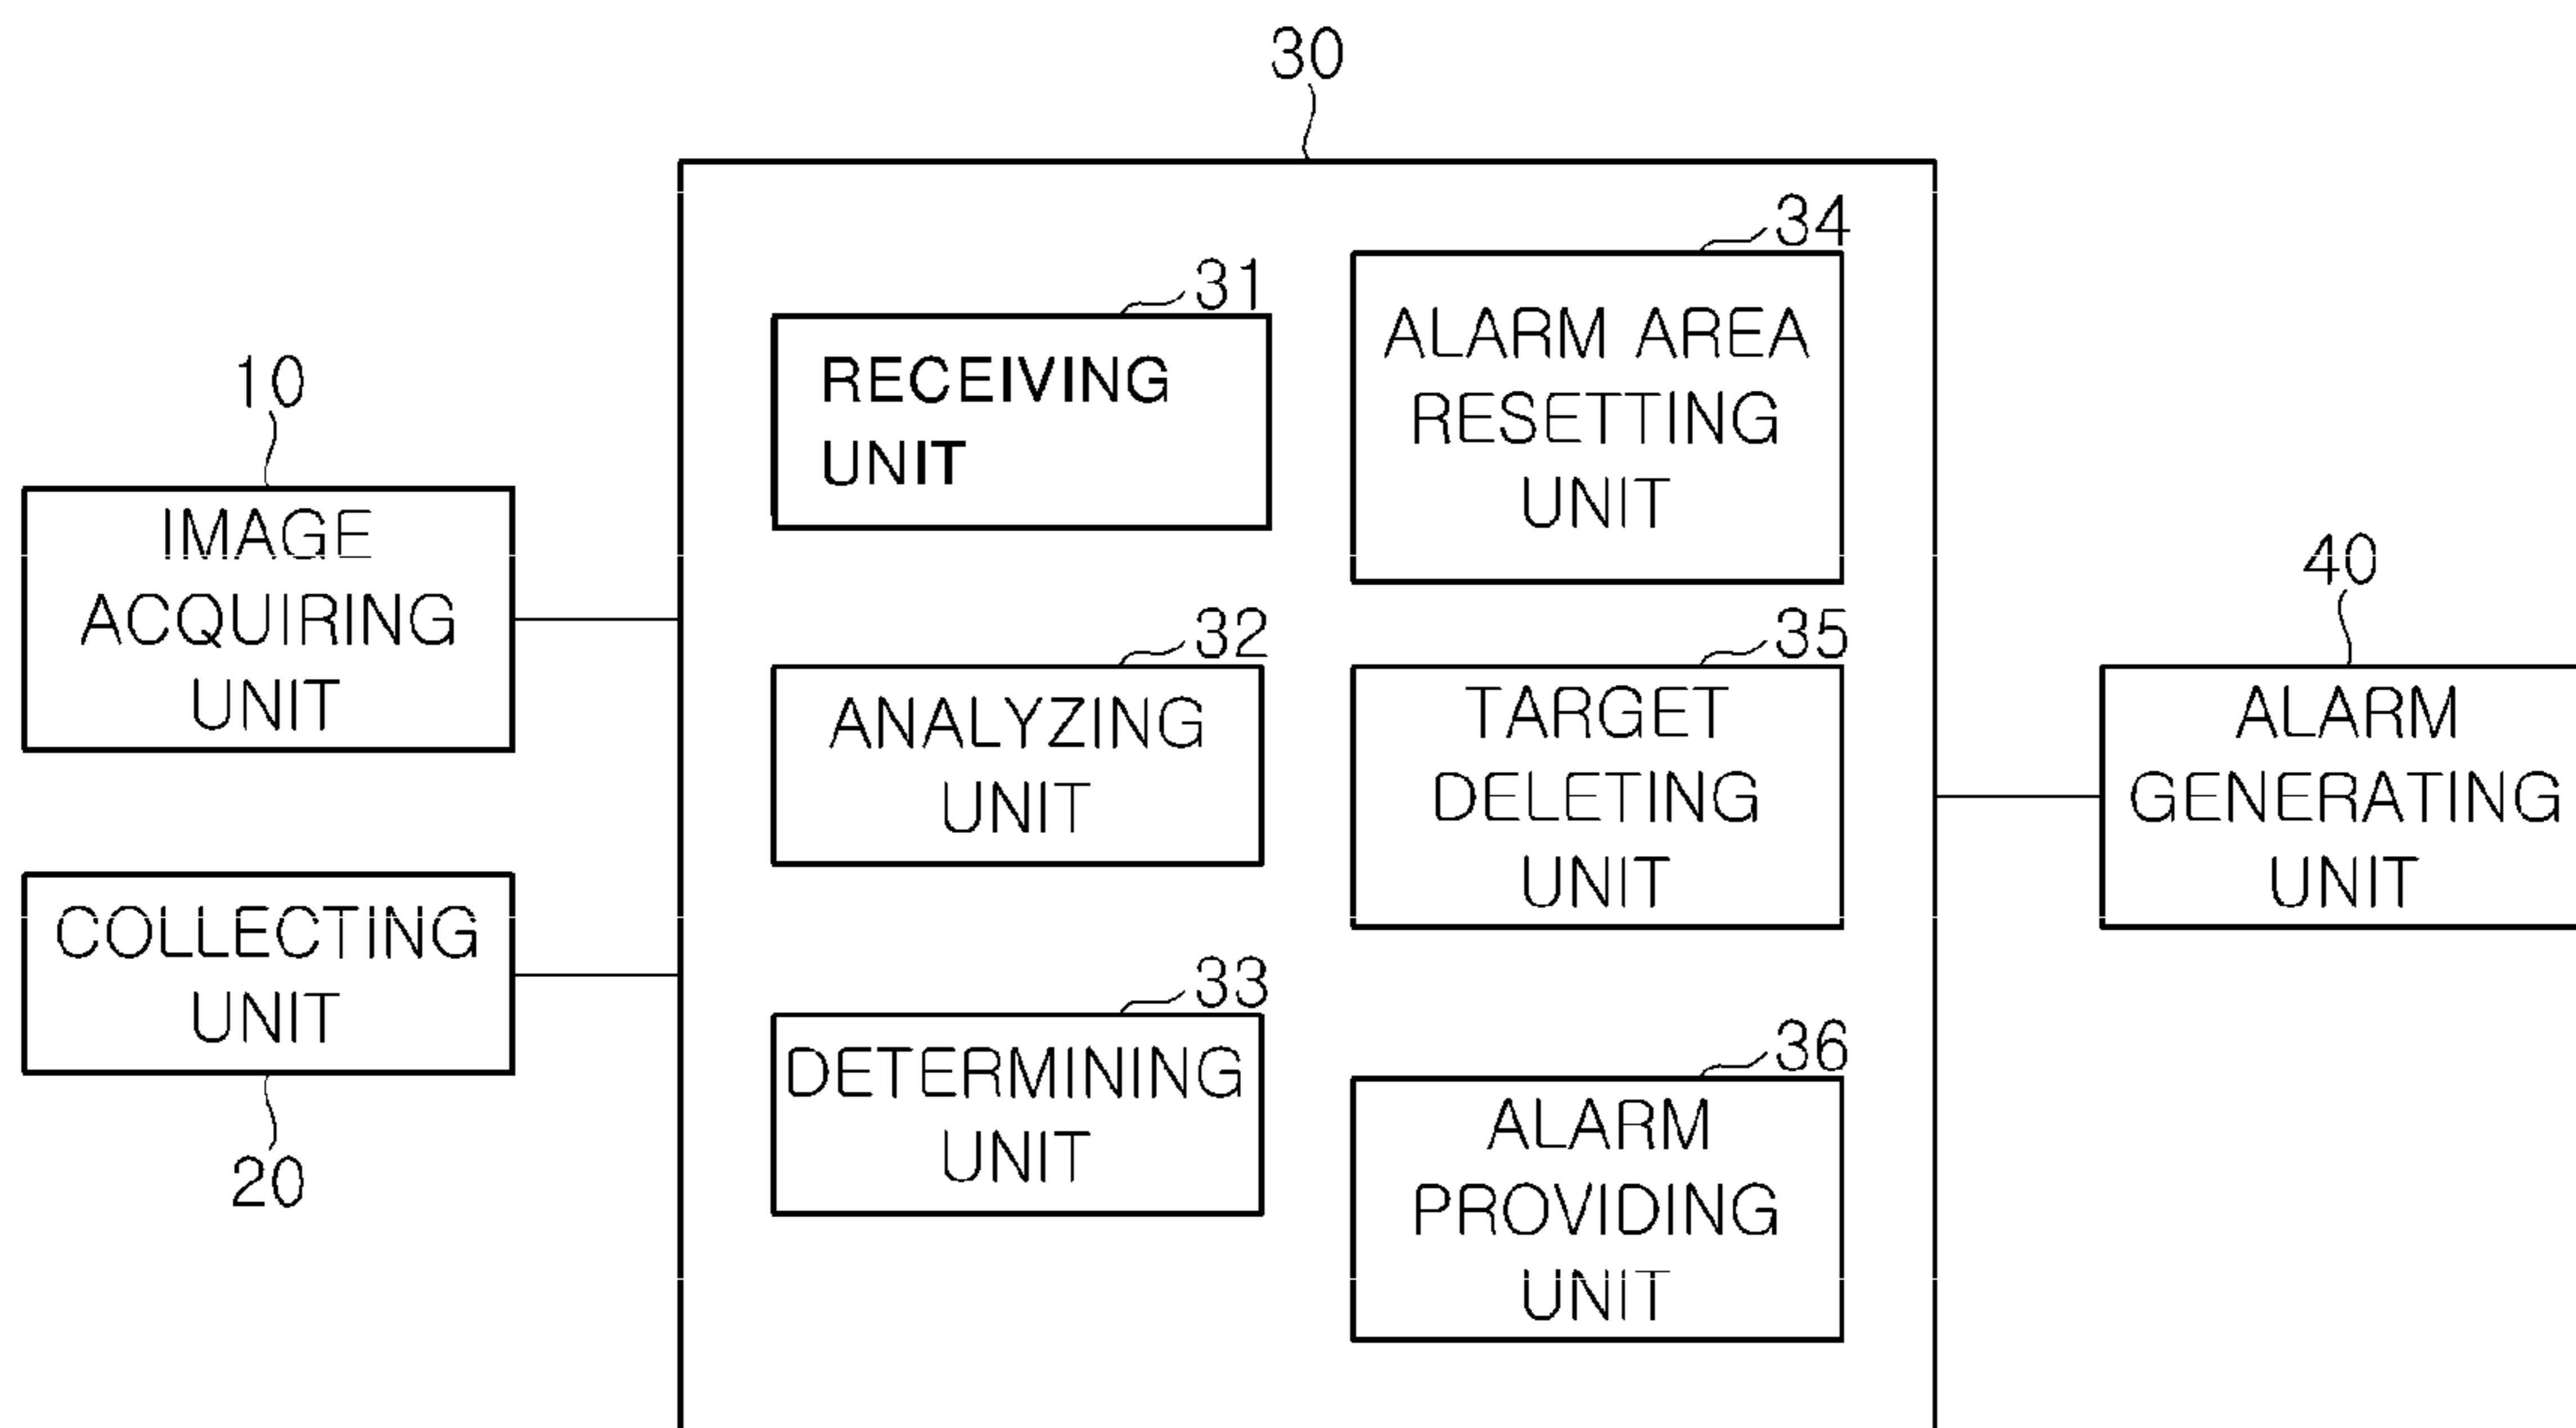 30
10
IMAGE
ACQUIRING
UNIT
COLLECTING
UNIT
20
31
RECEIVING
UNIT
32
ANALYZING
UNIT
33
DETERMINING
UNIT
34
ALARM AREA
RESETTING
UNIT
35
TARGET
DELETING
UNIT
36
ALARM
PROVIDING
UNIT
40
ALARM
GENERATING
UNIT